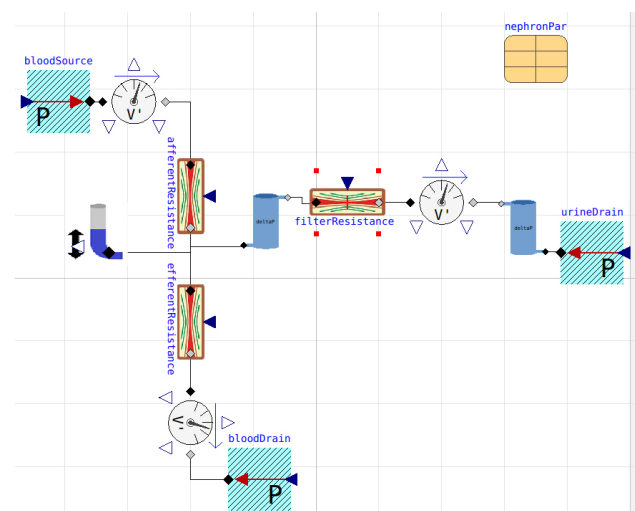 nephronPar
bloodSource
P
V'
afferentResistance
deltaP
filterResistance
V'
deltaP
urineDrain
P
efferentResistance
V'
bloodDrain
P